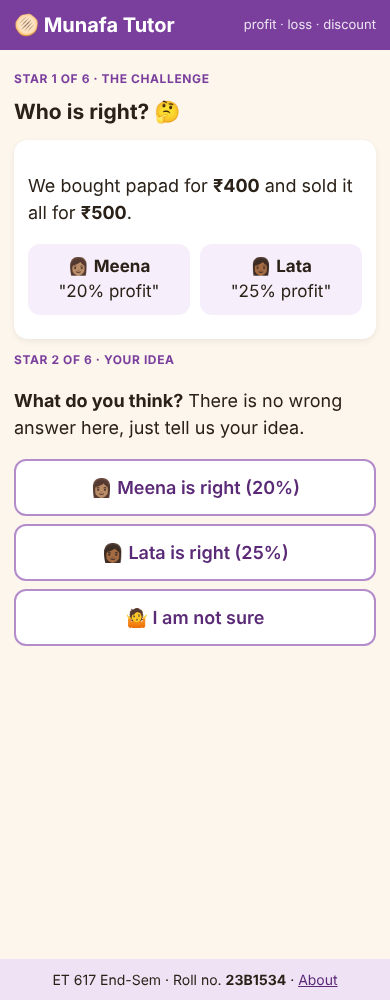 Munafa Tutor
profit · loss · discount
STAR 1 OF 6 · THE CHALLENGE
Who is right? 🤔
We bought papad for ₹400 and sold it
all for ₹500.
👩🏽 Meena
"20% profit"
👩🏾 Lata
"25% profit"
STAR 2 OF 6 · YOUR IDEA
What do you think? There is no wrong
answer here, just tell us your idea.
👩🏽 Meena is right (20%)
👩🏾 Lata is right (25%)
🤷 I am not sure
ET 617 End-Sem · Roll no. 23B1534 · About